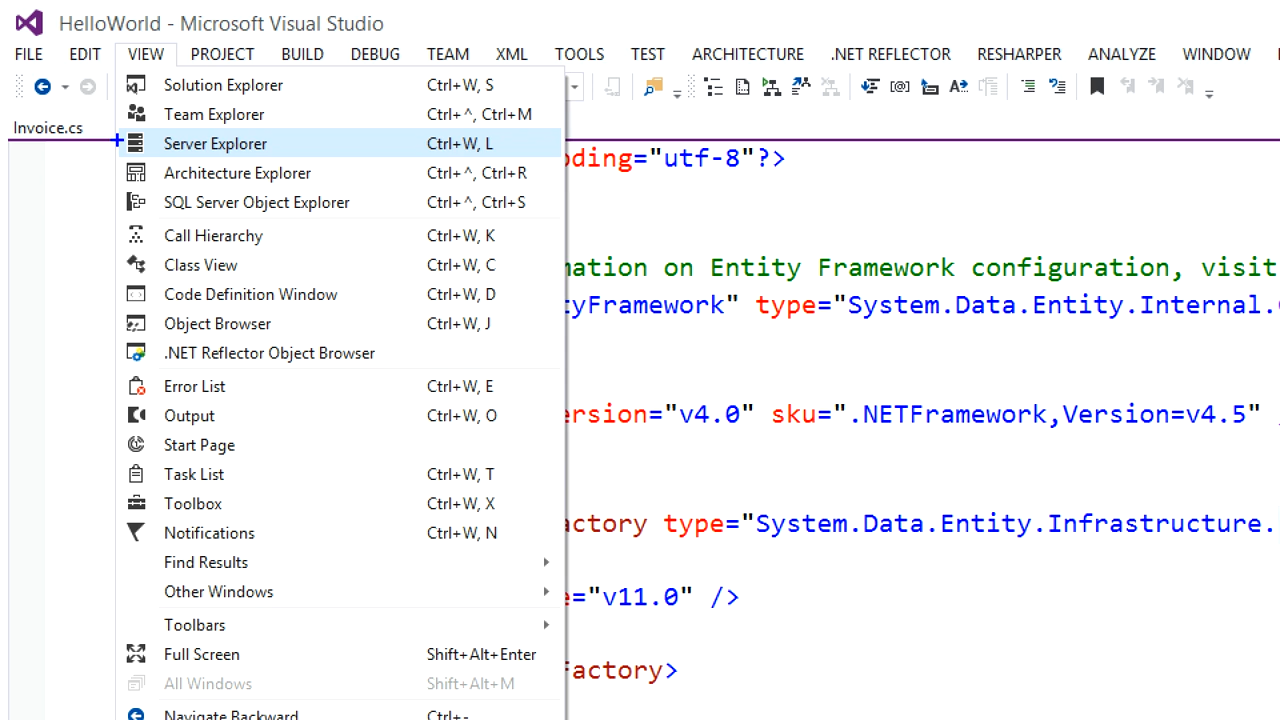 HelloWorld - Microsoft Visual Studio
FILE EDIT VIEW PROJECT BUILD DEBUG TEAM XML TOOLS TEST ARCHITECTURE .NET REFLECTOR RESHARPER ANALYZE WINDOW
Invoice.cs
Solution Explorer Ctrl+W, S
Team Explorer Ctrl+^, Ctrl+M
Server Explorer Ctrl+W, L
Architecture Explorer Ctrl+^, Ctrl+R
SQL Server Object Explorer Ctrl+^, Ctrl+S
Call Hierarchy Ctrl+W, K
Class View Ctrl+W, C
Code Definition Window Ctrl+W, D
Object Browser Ctrl+W, J
.NET Reflector Object Browser
Error List Ctrl+W, E
Output Ctrl+W, O
Start Page
Task List Ctrl+W, T
Toolbox Ctrl+W, X
Notifications Ctrl+W, N
Find Results
Other Windows
Toolbars
Full Screen Shift+Alt+Enter
All Windows Shift+Alt+M
Navigate Backward Ctrl+-
oding="utf-8"?>
mation on Entity Framework configuration, visit
tyFramework" type="System.Data.Entity.Internal.
ersion="v4.0" sku=".NETFramework,Version=v4.5" /
actory type="System.Data.Entity.Infrastructure.
e="v11.0" />
Factory>